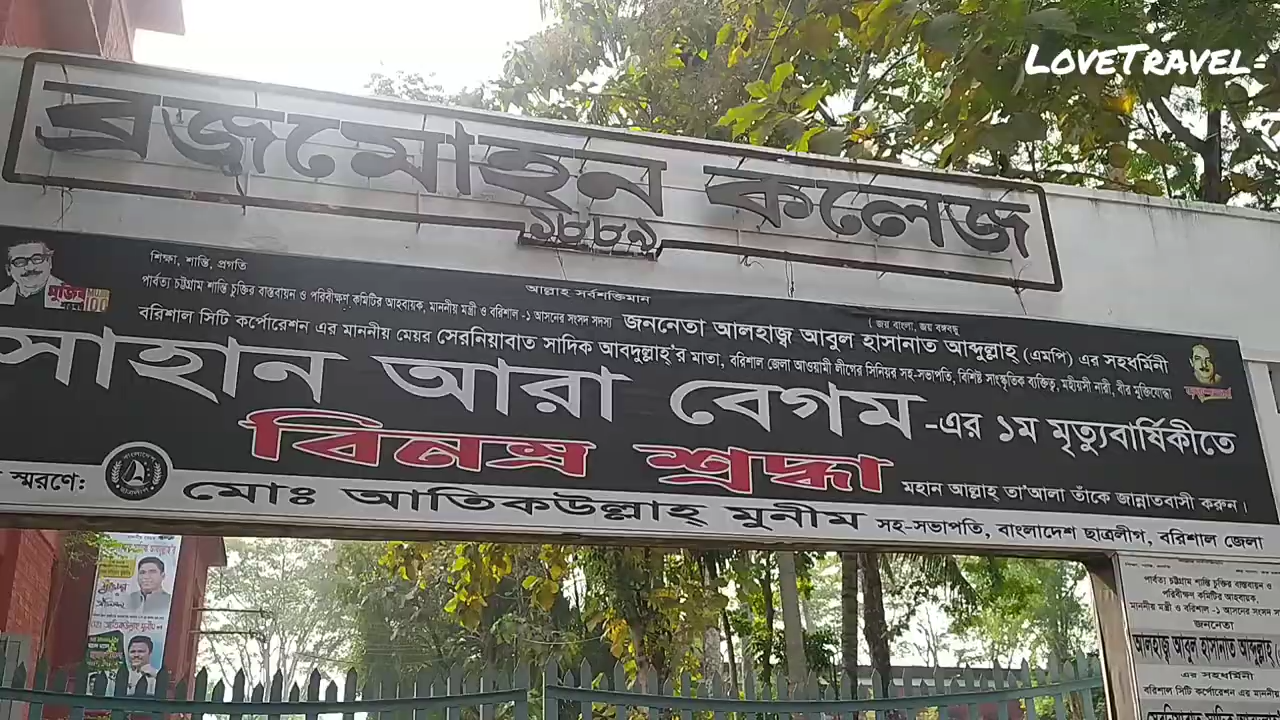 LOVETRAVEL-
ব্রজমোহন কলেজ
১৮৮৯
শিক্ষা, শান্তি, প্রগতি
আল্লাহ সর্বশক্তিমান
{ জয় বাংলা, জয় বঙ্গবন্ধু
মুজিব 100
পার্বত্য চট্টগ্রাম শান্তি চুক্তির বাস্তবায়ন ও পরিবীক্ষণ কমিটির আহবায়ক, মাননীয় মন্ত্রী ও বরিশাল -১ আসনের সংসদ সদস্য জননেতা আলহাজ্ব আবুল হাসানাত আব্দুল্লাহ্ (এমপি) এর সহধর্মিনী
বরিশাল সিটি কর্পোরেশন এর মাননীয় মেয়র সেরনিয়াবাত সাদিক আবদুল্লাহ্'র মাতা, বরিশাল জেলা আওয়ামী লীগের সিনিয়র সহ-সভাপতি, বিশিষ্ট সাংস্কৃতিক ব্যক্তিত্ব, মহীয়সী নারী, বীর মুক্তিযোদ্ধা
সাহান আরা বেগম -এর ১ম মৃত্যুবার্ষিকীতে
বিনম্র শ্রদ্ধা
মহান আল্লাহ্ তা'আলা তাঁকে জান্নাতবাসী করুন।
স্মরণে:
বাংলাদেশ ছাত্রলীগ
মোঃ আতিকউল্লাহ্ মুনীম সহ-সভাপতি, বাংলাদেশ ছাত্রলীগ, বরিশাল জেলা
পার্বত্য চট্টগ্রাম শান্তি চুক্তির বাস্তবায়ন ও
পরিবীক্ষন কমিটির আহবায়ক,
মাননীয় মন্ত্রী ও বরিশাল -১ আসনের সংসদ
জননেতা
আলহাজ্ব আবুল হাসানাত আব্দুল্লাহ্ (
এর সহধর্মিনী
বরিশাল সিটি কর্পোরেশন এর মাননীয়